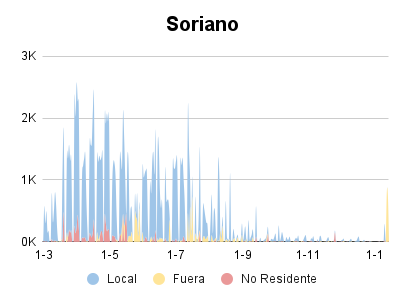 Soriano
3K
2K
1K
0K
1-3 1-5 1-7 1-9 1-11 1-1
Local Fuera No Residente